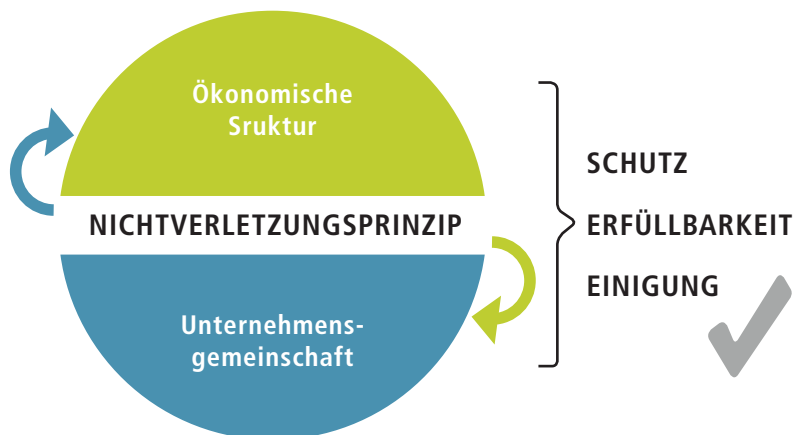 Ökonomische
Sruktur
NICHTVERLETZUNGSPRINZIP
Unternehmens-
gemeinschaft
SCHUTZ
ERFÜLLBARKEIT
EINIGUNG